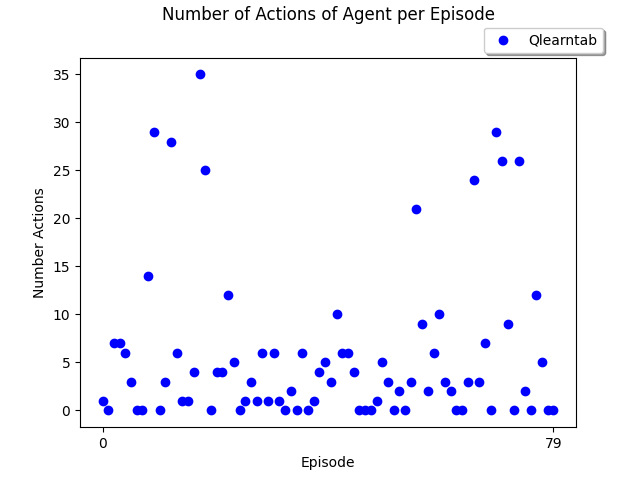 Number of Actions of Agent per Episode
Qlearntab
35
30
25
20
15
10
5
0
Number Actions
0 79
Episode